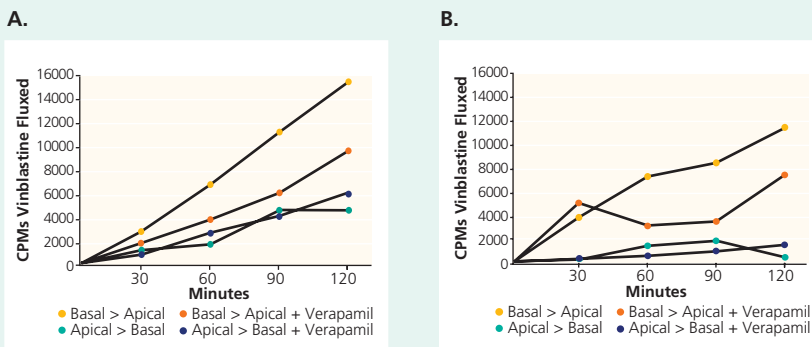 A.
CPMs Vinblastine Fluxed
16000
14000
12000
10000
8000
6000
4000
2000
0
30 60 90 120
Minutes
Basal > Apical Basal > Apical + Verapamil
Apical > Basal Apical > Basal + Verapamil
B.
CPMs Vinblastine Fluxed
16000
14000
12000
10000
8000
6000
4000
2000
0
30 60 90 120
Minutes
Basal > Apical Basal > Apical + Verapamil
Apical > Basal Apical > Basal + Verapamil